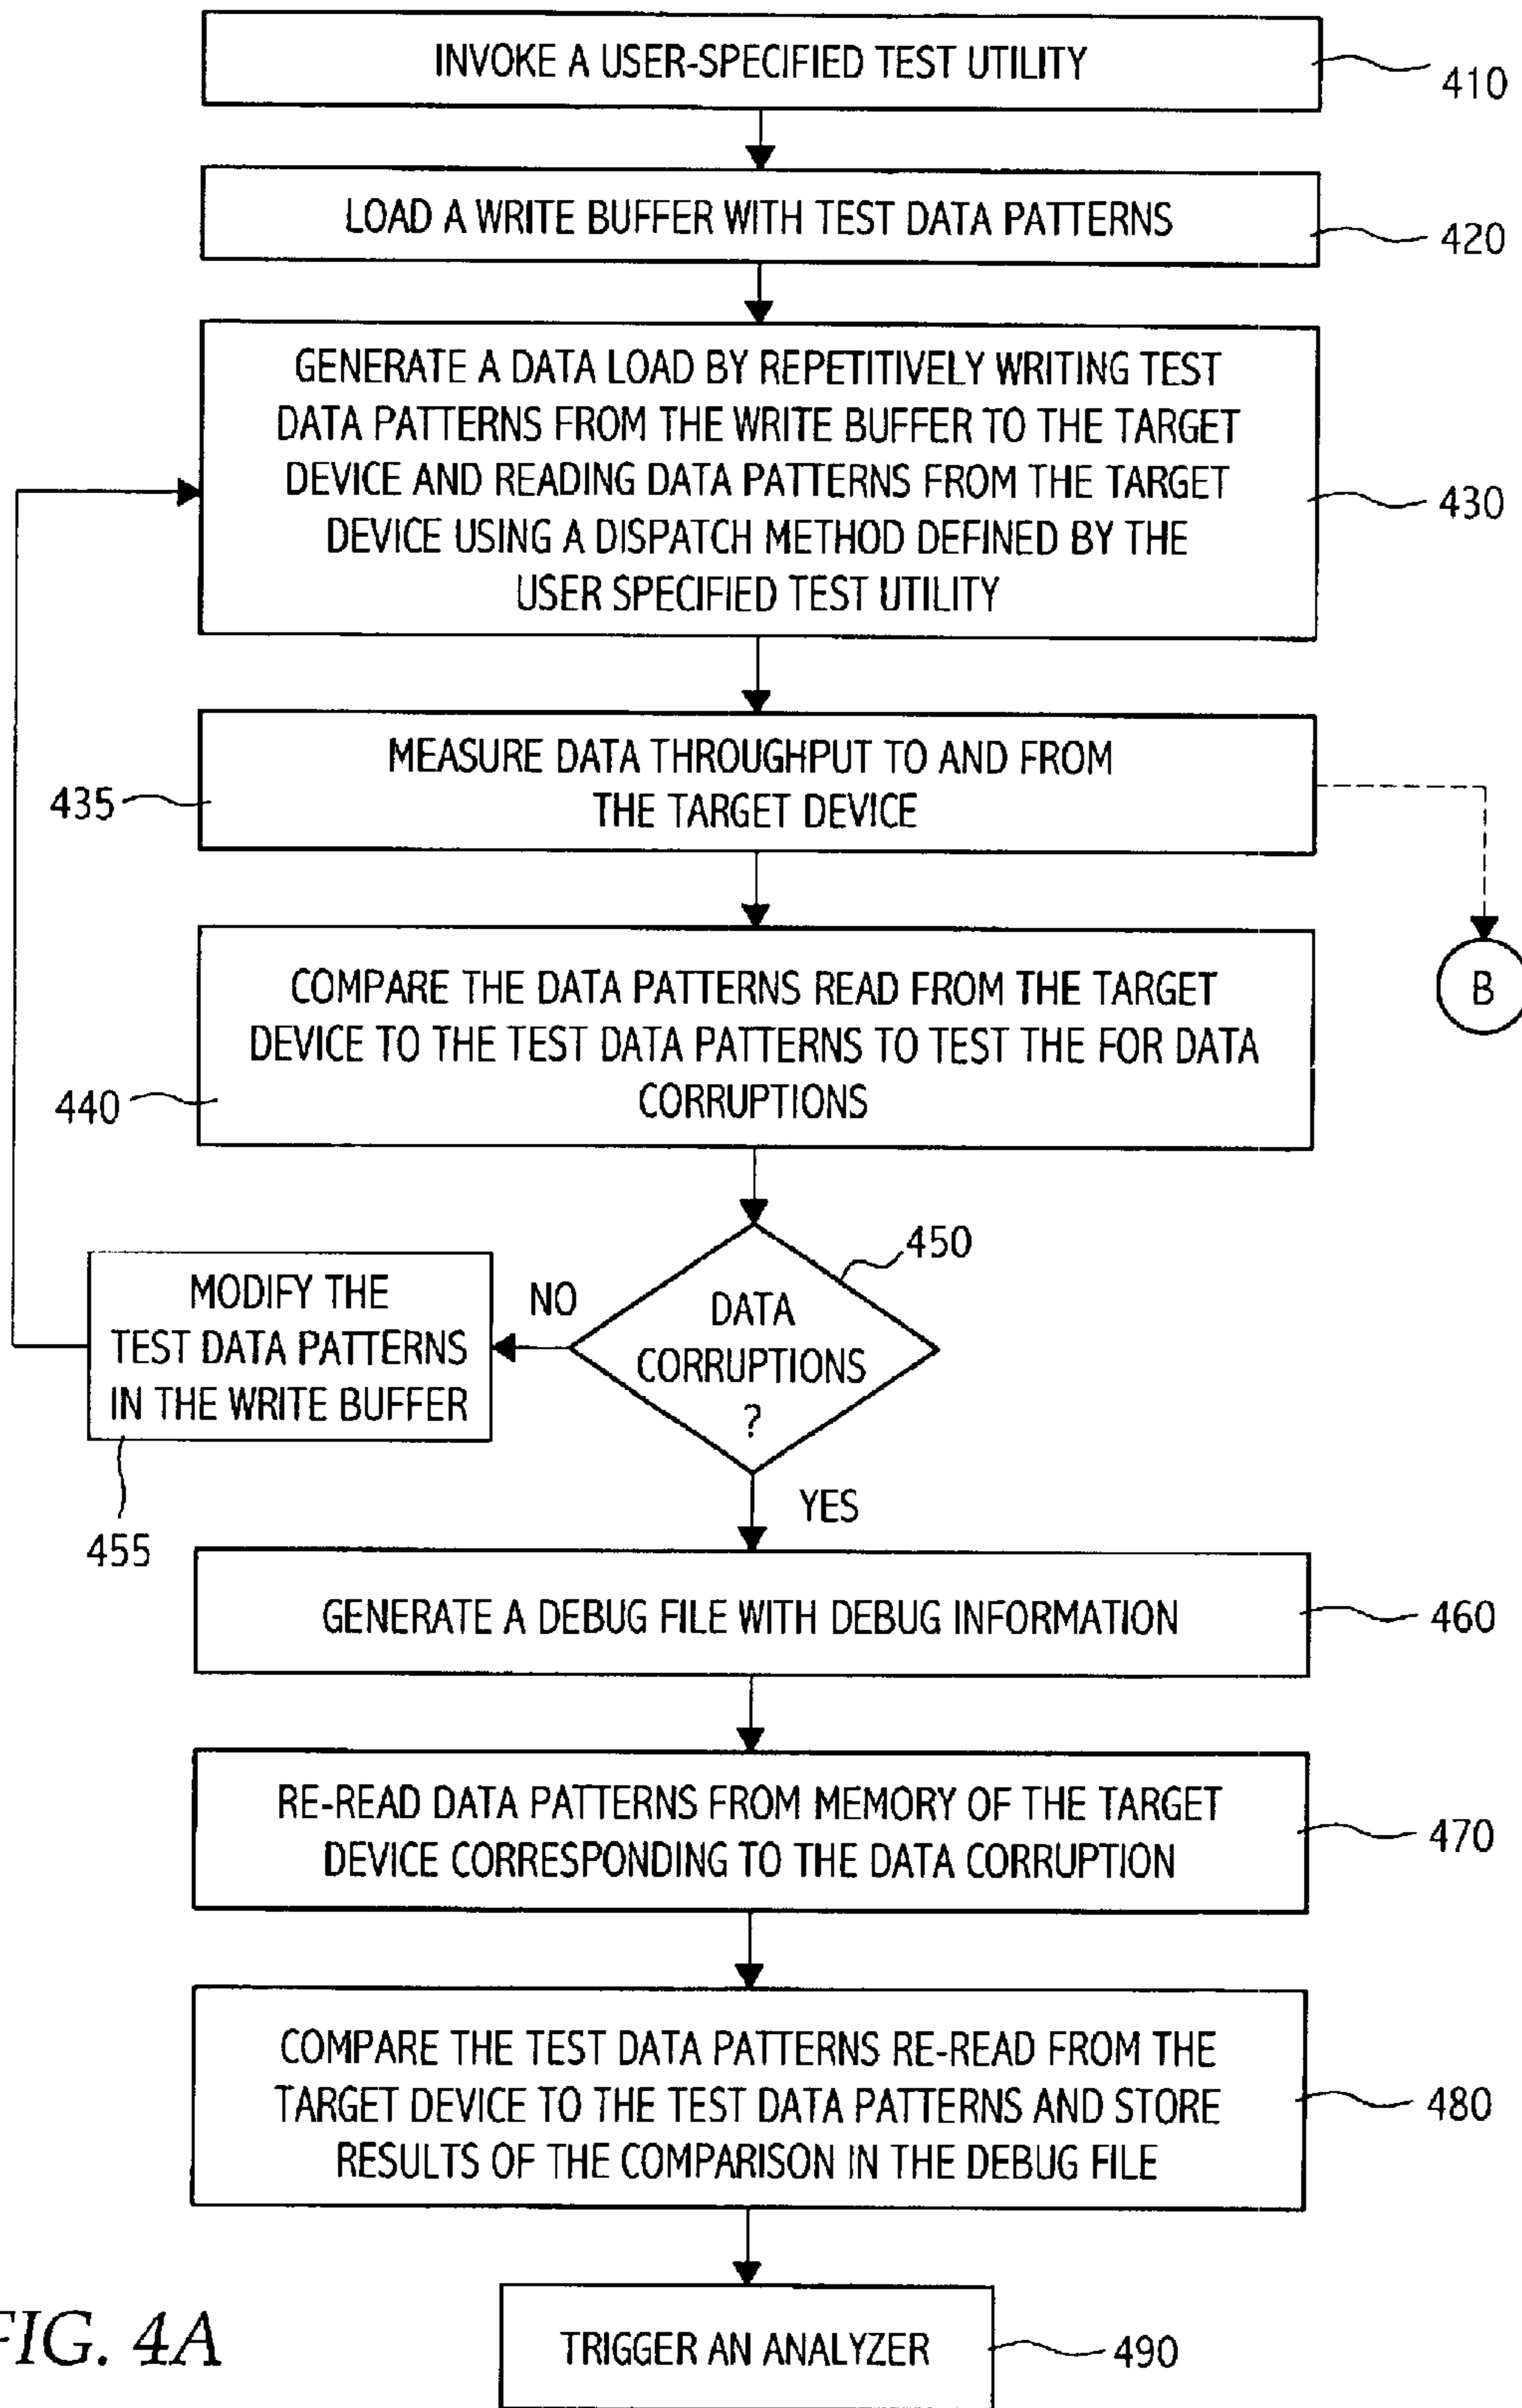 INVOKE A USER-SPECIFIED TEST UTILITY
410
LOAD A WRITE BUFFER WITH TEST DATA PATTERNS
420
GENERATE A DATA LOAD BY REPETITIVELY WRITING TEST
DATA PATTERNS FROM THE WRITE BUFFER TO THE TARGET
DEVICE AND READING DATA PATTERNS FROM THE TARGET
DEVICE USING A DISPATCH METHOD DEFINED BY THE
USER SPECIFIED TEST UTILITY
430
MEASURE DATA THROUGHPUT TO AND FROM
THE TARGET DEVICE
435
B
COMPARE THE DATA PATTERNS READ FROM THE TARGET
DEVICE TO THE TEST DATA PATTERNS TO TEST THE FOR DATA
CORRUPTIONS
440
450
DATA
CORRUPTIONS
?
NO
MODIFY THE
TEST DATA PATTERNS
IN THE WRITE BUFFER
455
YES
GENERATE A DEBUG FILE WITH DEBUG INFORMATION
460
RE-READ DATA PATTERNS FROM MEMORY OF THE TARGET
DEVICE CORRESPONDING TO THE DATA CORRUPTION
470
COMPARE THE TEST DATA PATTERNS RE-READ FROM THE
TARGET DEVICE TO THE TEST DATA PATTERNS AND STORE
RESULTS OF THE COMPARISON IN THE DEBUG FILE
480
TRIGGER AN ANALYZER
490
FIG. 4A